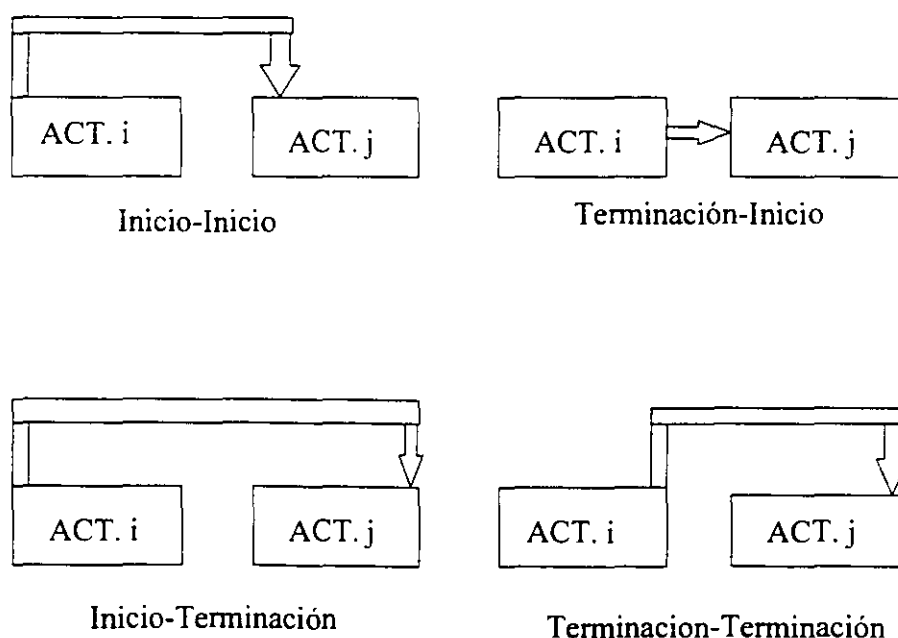 ACT. i
ACT. j
Inicio-Inicio
ACT. i
ACT. j
Terminación-Inicio
ACT. i
ACT. j
Inicio-Terminación
ACT. i
ACT. j
Terminacion-Terminación